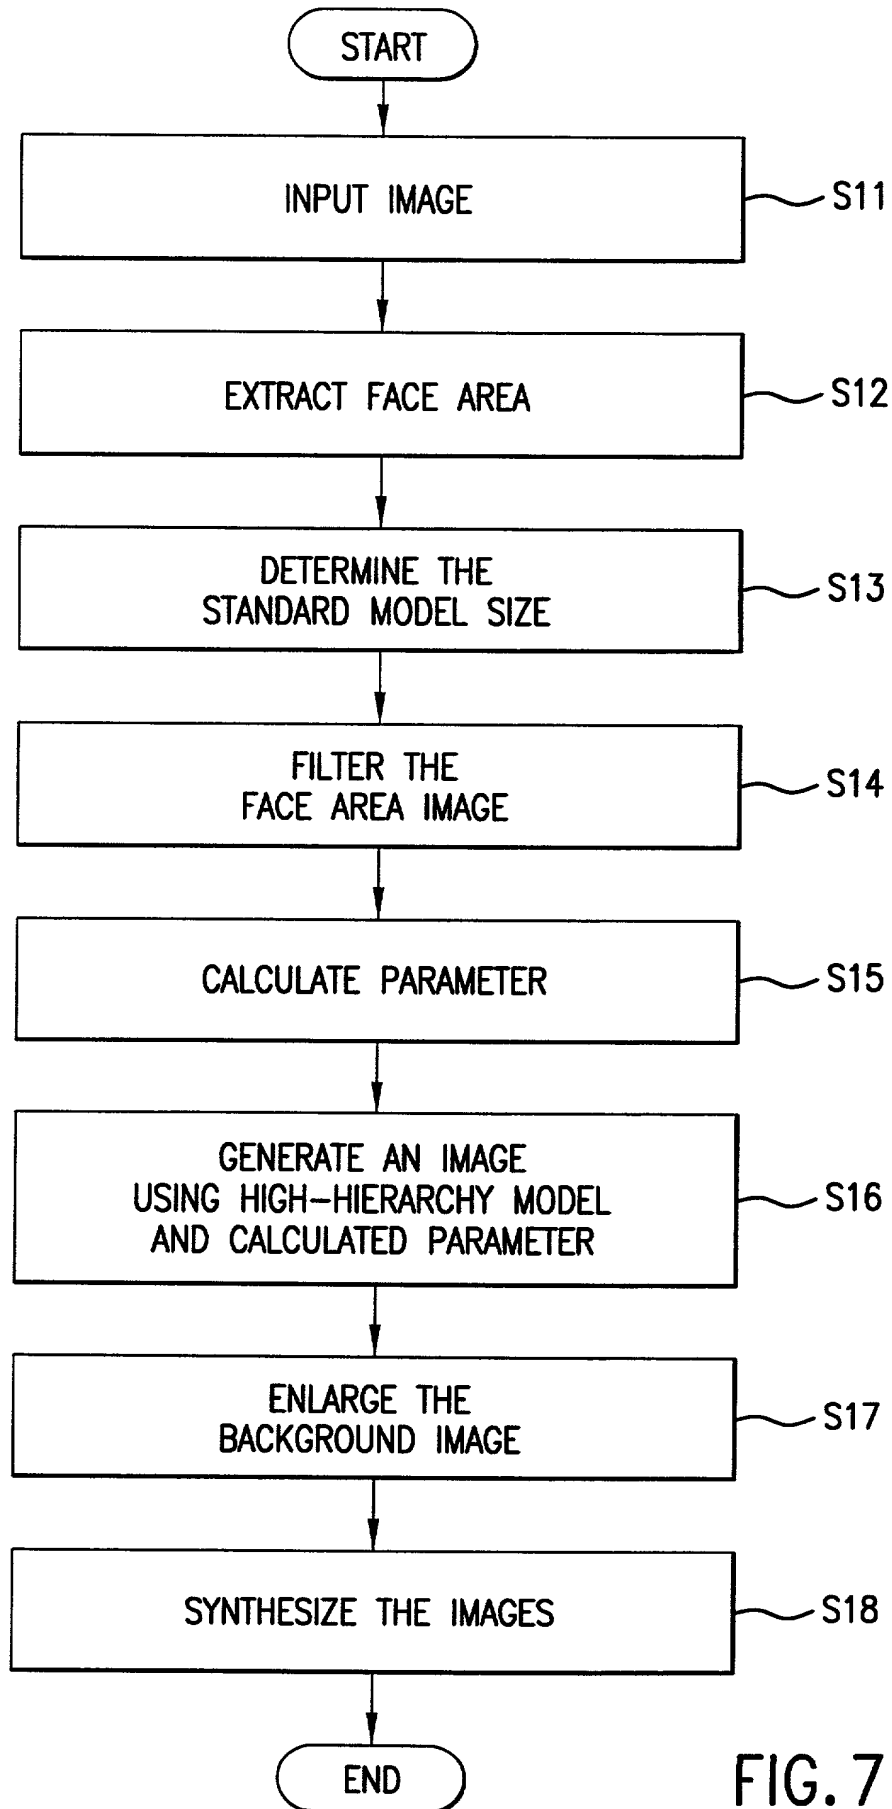 START
INPUT IMAGE
S11
EXTRACT FACE AREA
S12
DETERMINE THE
STANDARD MODEL SIZE
S13
FILTER THE
FACE AREA IMAGE
S14
CALCULATE PARAMETER
S15
GENERATE AN IMAGE
USING HIGH-HIERARCHY MODEL
AND CALCULATED PARAMETER
S16
ENLARGE THE
BACKGROUND IMAGE
S17
SYNTHESIZE THE IMAGES
S18
END
FIG.7